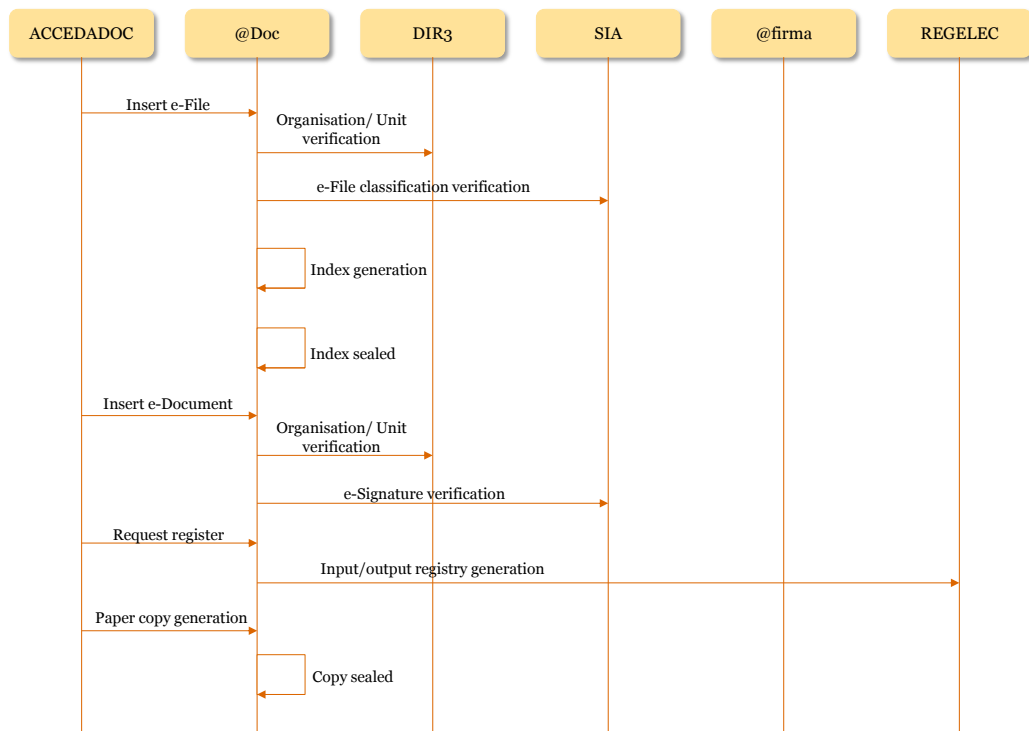 ACCEDADOC
@Doc
DIR3
SIA
@firma
REGELEC
Insert e-File
Organisation/ Unit
verification
e-File classification verification
Index generation
Index sealed
Insert e-Document
Organisation/ Unit
verification
e-Signature verification
Request register
Input/output registry generation
Paper copy generation
Copy sealed